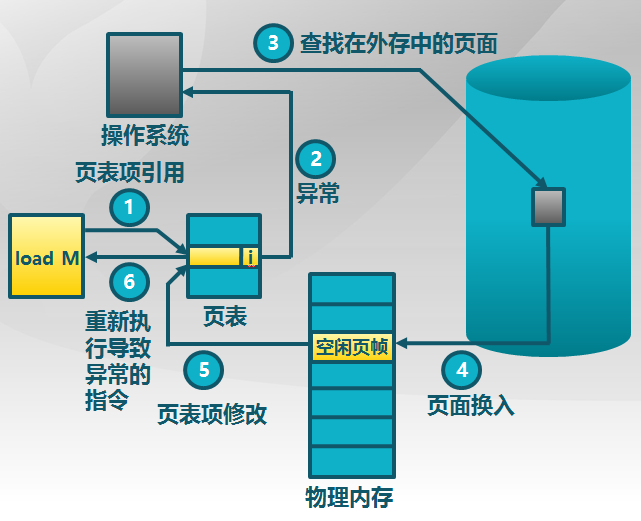 3
查找在外存中的页面
操作系统
2
异常
页表项引用
1
load M
i
6
页表
重新执
行导致
异常的
指令
5
页表项修改
空闲页帧
4
页面换入
物理内存